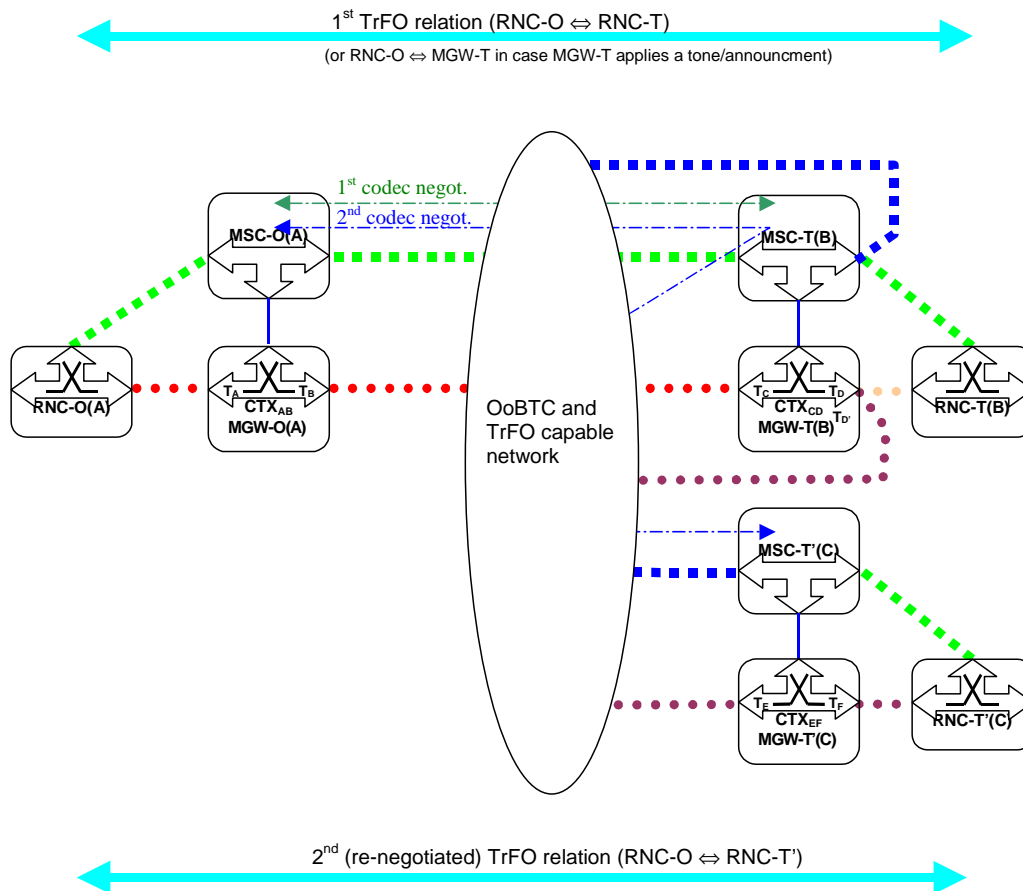 1st TrFO relation (RNC-O ⇔ RNC-T)
(or RNC-O ⇔ MGW-T in case MGW-T applies a tone/announcment)
1st codec negot.
2nd codec negot.
MSC-O(A)
MSC-T(B)
RNC-O(A)
TA TB
CTXAB
MGW-O(A)
OoBTC and
TrFO capable
network
TC TD
CTXCD TD'
MGW-T(B)
RNC-T(B)
MSC-T'(C)
TE TF
CTXEF
MGW-T'(C)
RNC-T'(C)
2nd (re-negotiated) TrFO relation (RNC-O ⇔ RNC-T')